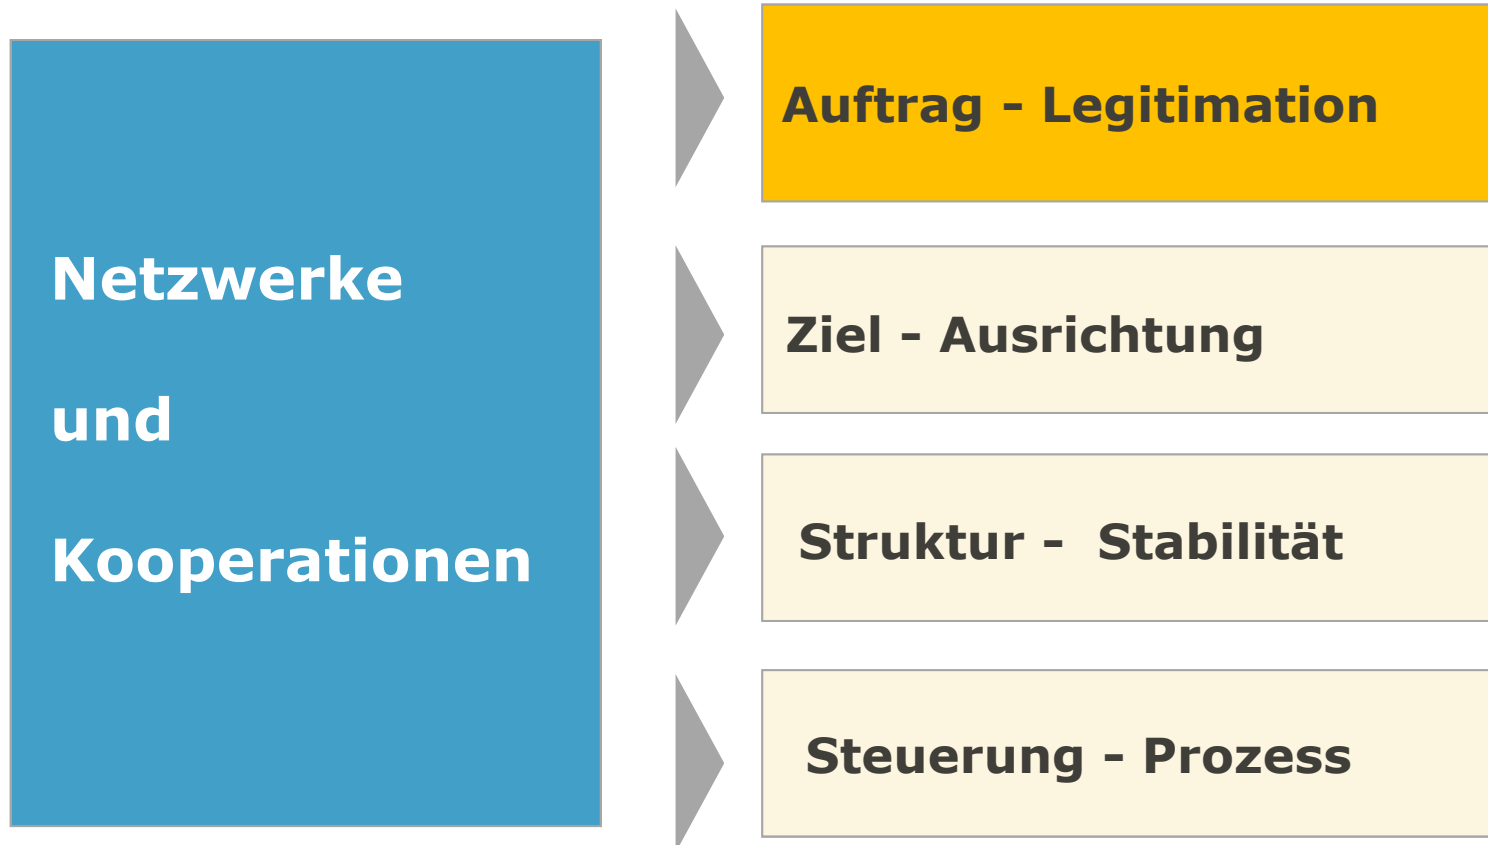 Netzwerke
und
Kooperationen
Auftrag - Legitimation
Ziel - Ausrichtung
Struktur -  Stabilität
Steuerung - Prozess